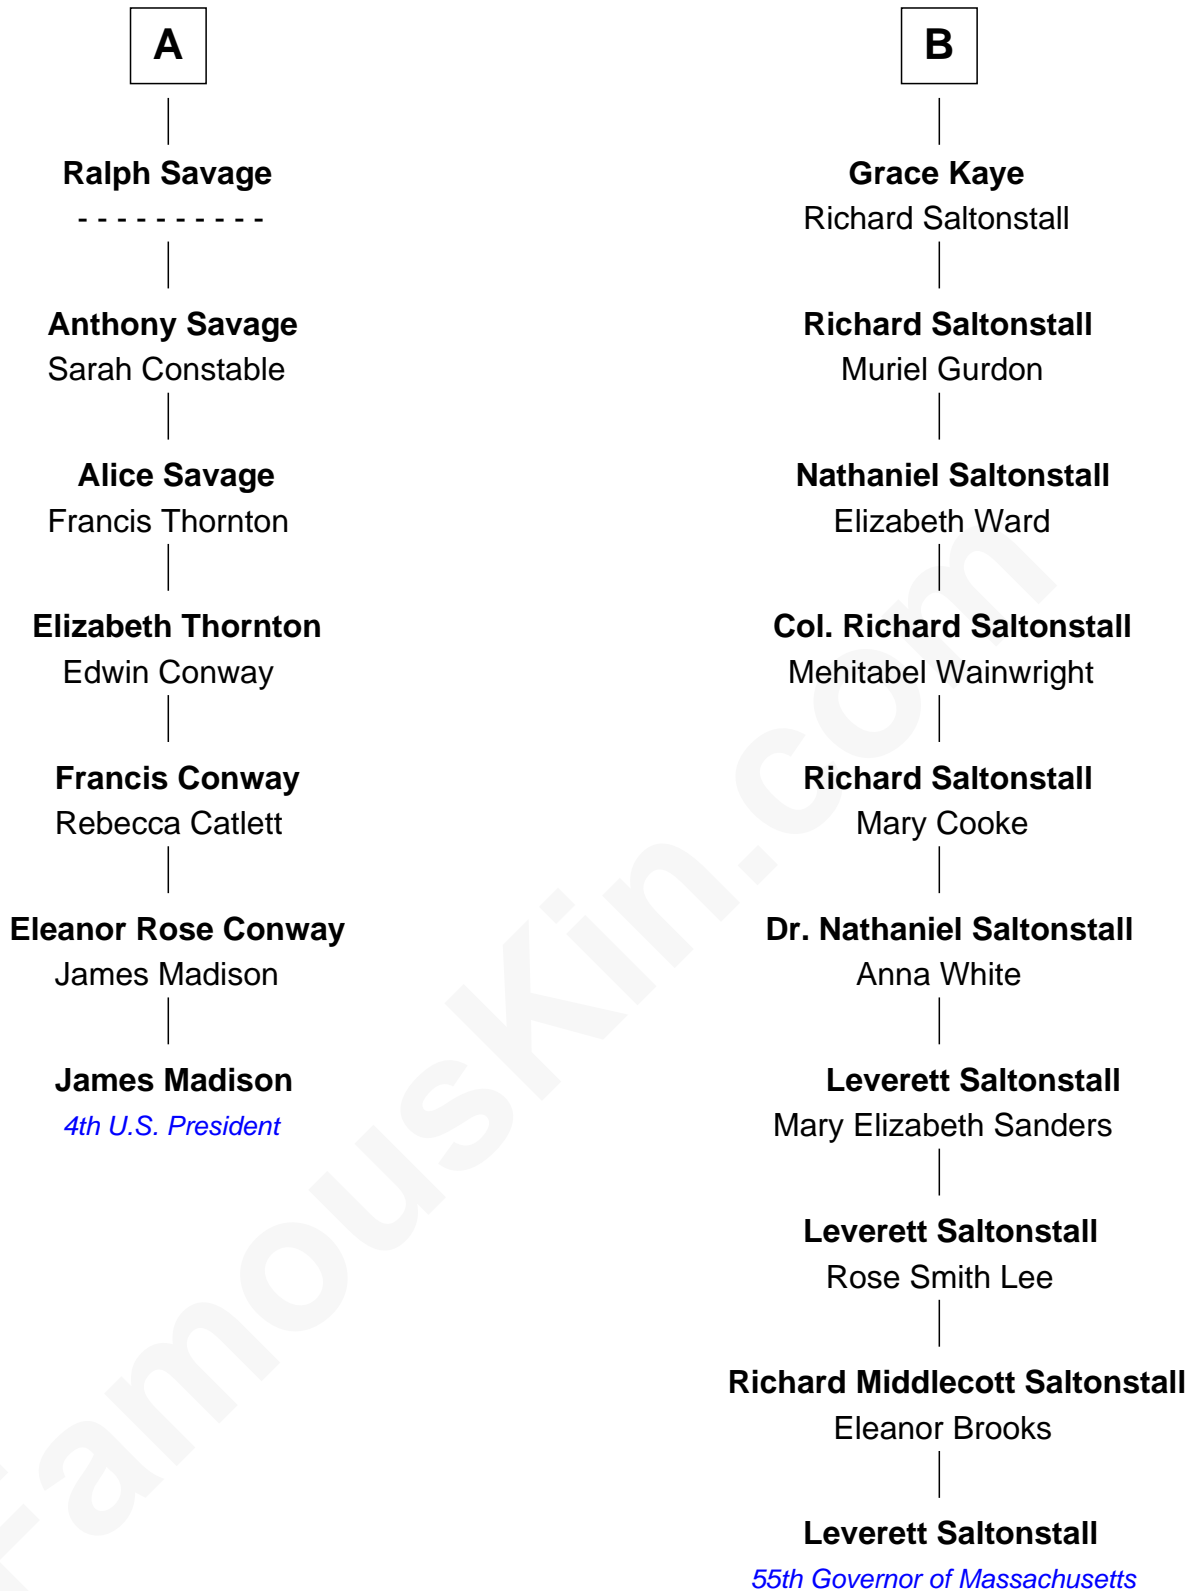 A
Ralph Savage
- - - - - - - - - -
Anthony Savage
Sarah Constable
Alice Savage
Francis Thornton
Elizabeth Thornton
Edwin Conway
Francis Conway
Rebecca Catlett
Eleanor Rose Conway
James Madison
James Madison
4th U.S. President
B
Grace Kaye
Richard Saltonstall
Richard Saltonstall
Muriel Gurdon
Nathaniel Saltonstall
Elizabeth Ward
Col. Richard Saltonstall
Mehitabel Wainwright
Richard Saltonstall
Mary Cooke
Dr. Nathaniel Saltonstall
Anna White
Leverett Saltonstall
Mary Elizabeth Sanders
Leverett Saltonstall
Rose Smith Lee
Richard Middlecott Saltonstall
Eleanor Brooks
Leverett Saltonstall
55th Governor of Massachusetts
FamousKin.com